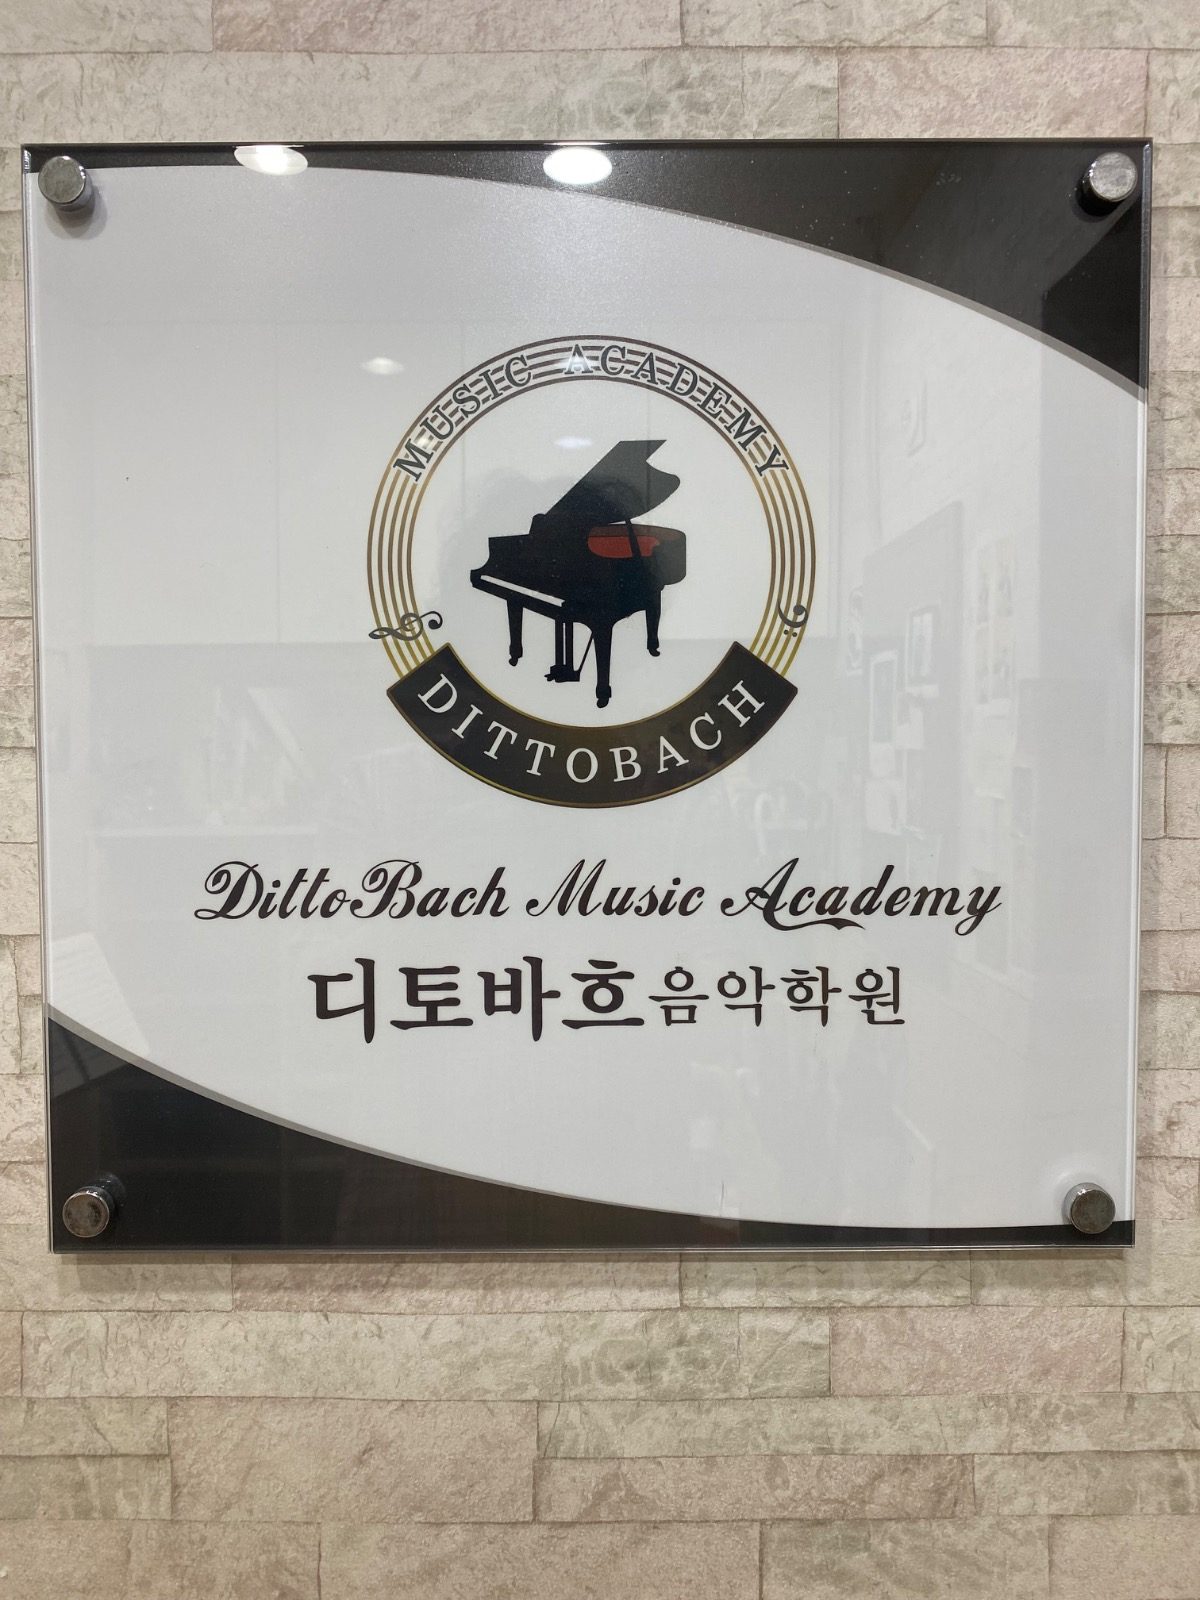 MUSIC ACADEMY
DITTOBACH
DittoBach Music Academy
디토바흐음악학원